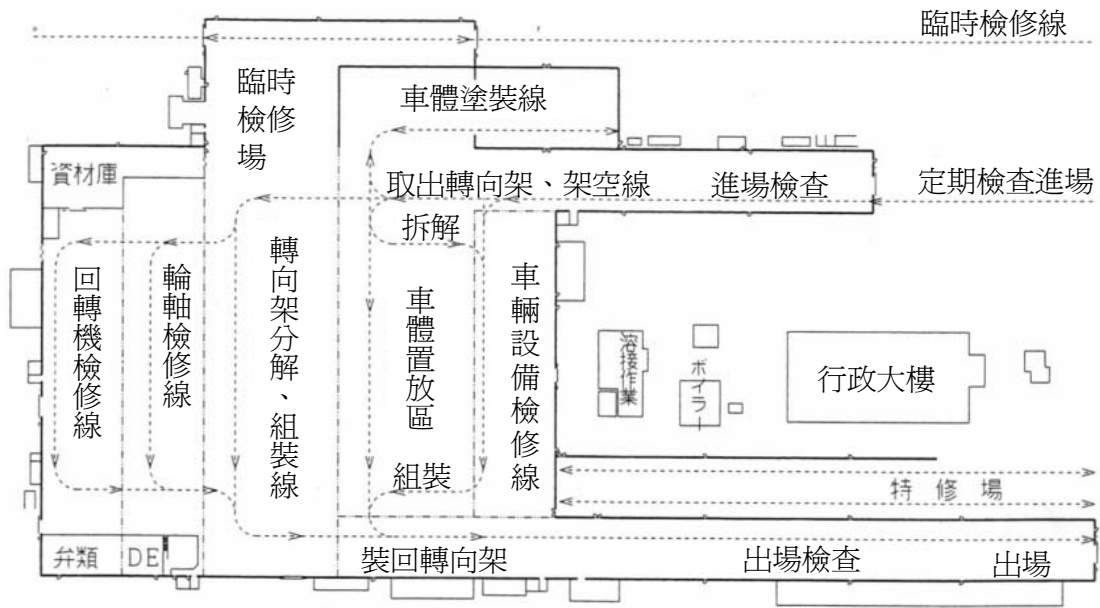 臨時檢修線
臨時
檢修
場
車體塗裝線
資材庫
取出轉向架、架空線
進場檢查
定期檢查進場
拆解
回轉機檢修線
輪軸檢修線
轉向架分解、組裝線
車體置放區
車輛設備檢修線
溶接作業
ボイラー
行政大樓
組裝
特修場
弁類
DE
裝回轉向架
出場檢查
出場